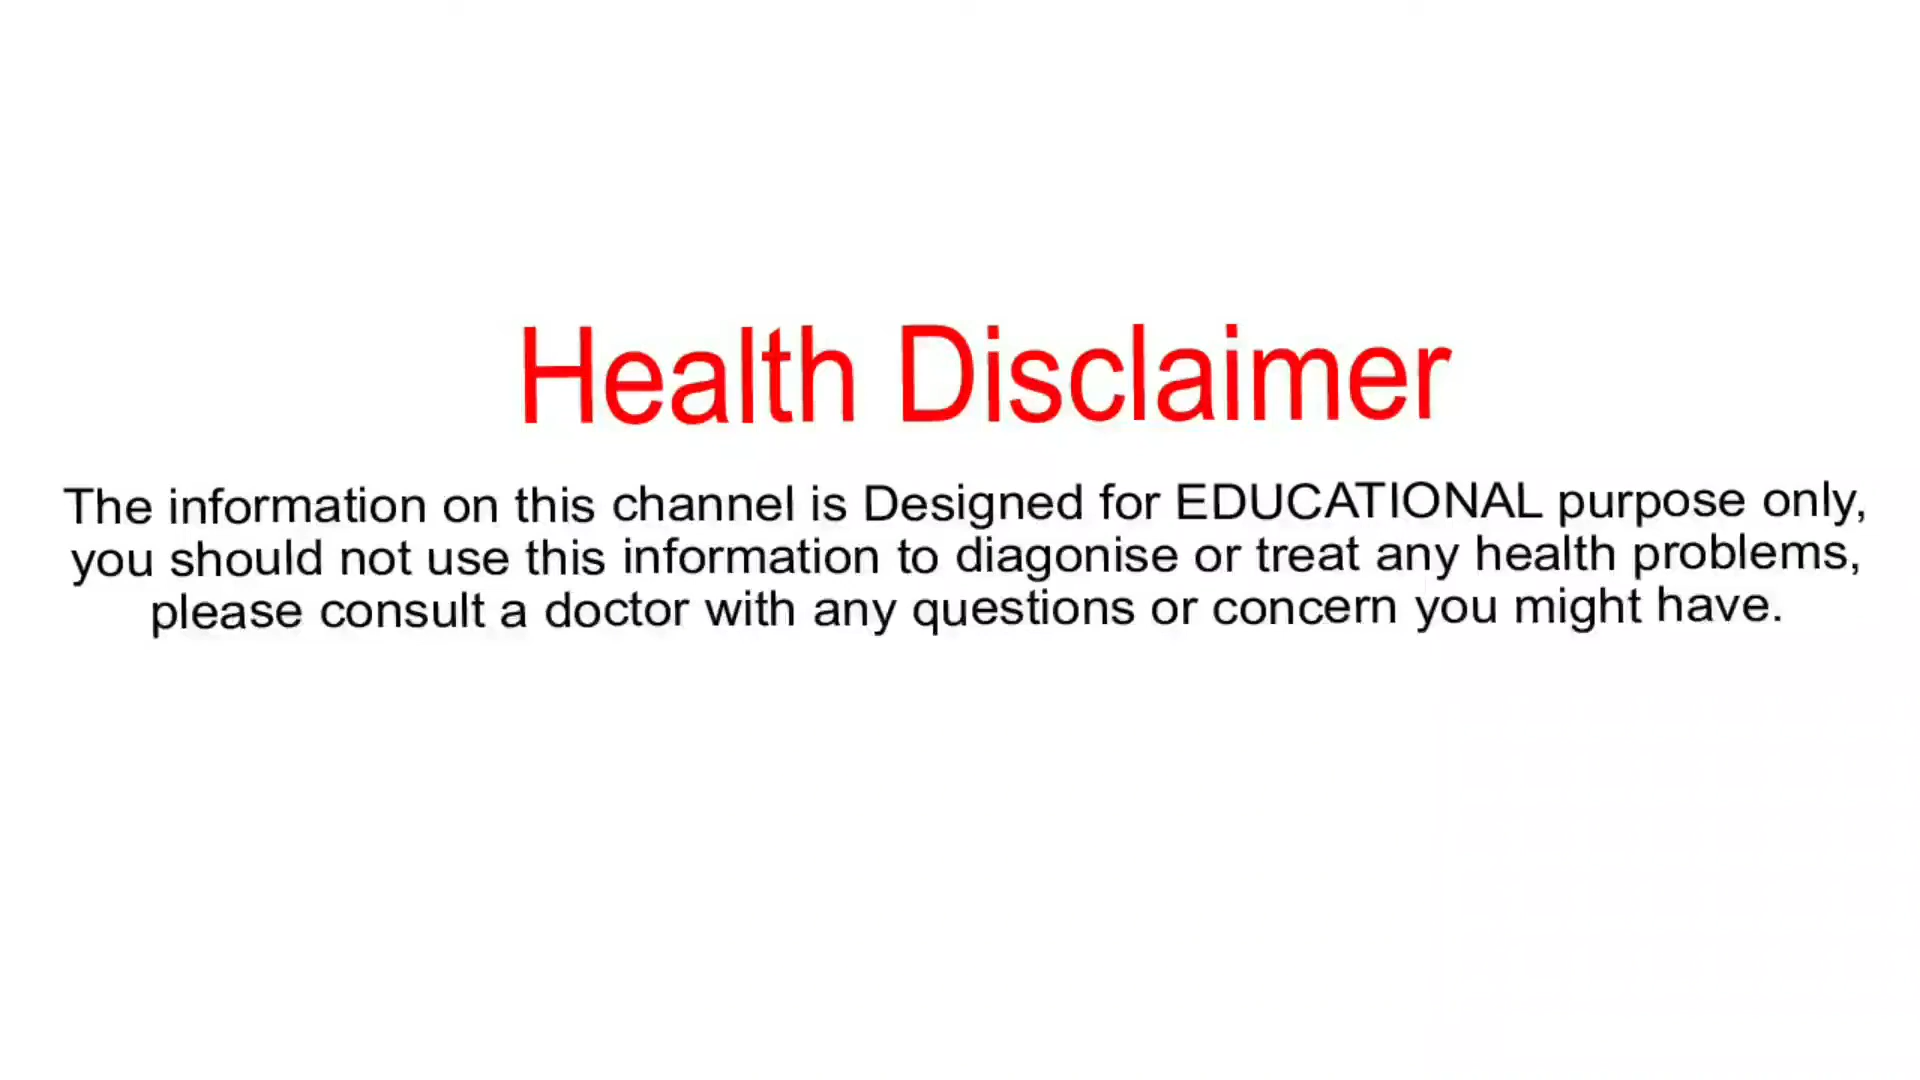 Health Disclaimer
The information on this channel is Designed for EDUCATIONAL purpose only,
you should not use this information to diagonise or treat any health problems,
please consult a doctor with any questions or concern you might have.